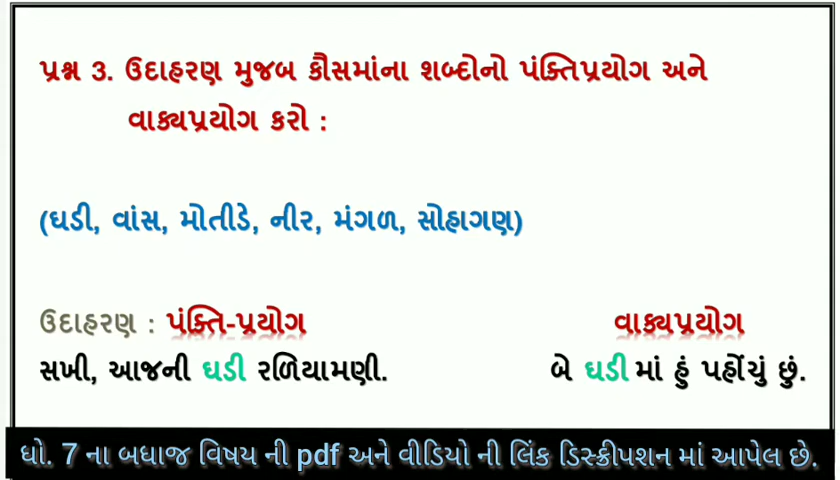 પ્રશ્ન 3. ઉદાહરણ મુજબ કૌસમાંના શબ્દોનો પંક્તિપ્રયોગ અને
વાક્યપ્રયોગ કરો :
(ઘડી, વાંસ, મોતીડે, નીર, મંગળ, સોહાગણ)
ઉદાહરણ : પંક્તિ-પ્રયોગ વાક્યપ્રયોગ
સખી, આજની ઘડી રળિયામણી. બે ઘડીમાં હું પહોંચું છું.
ધો. 7 ના બધાજ વિષય ની pdf અને વીડિયો ની લિંક ડિસ્ક્રીપશન માં આપેલ છે.